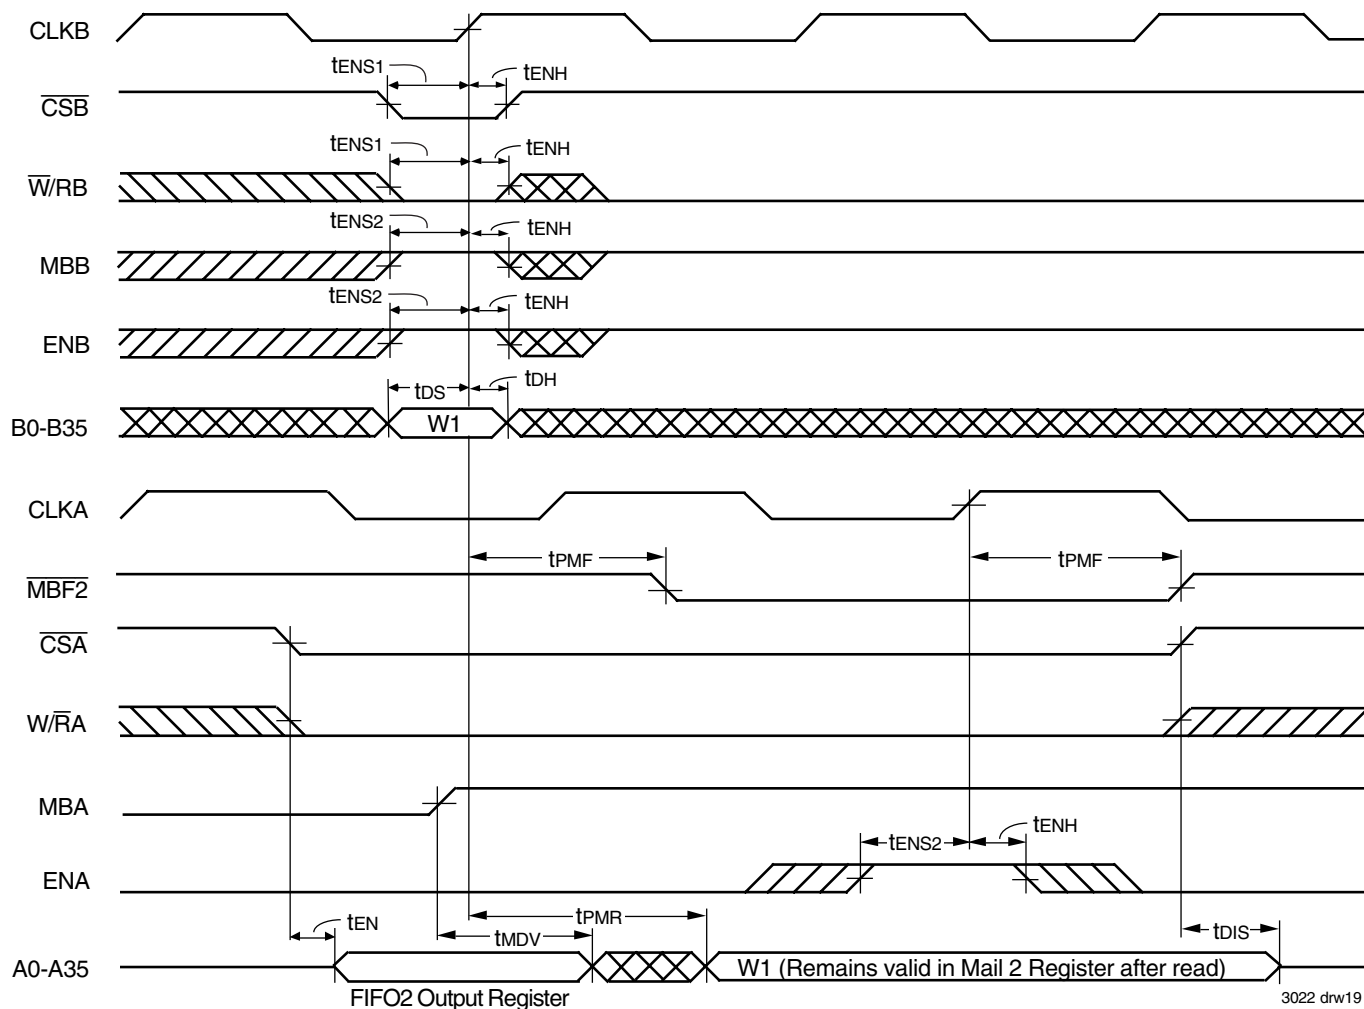 CLKB
tENS1
tENH
CSB
tENS1
tENH
W/RB
tENS2
tENH
MBB
tENS2
tENH
ENB
tDS
tDH
B0-B35
W1
CLKA
tPMF
tPMF
MBF2
CSA
W/RA
MBA
tENS2
tENH
ENA
tEN
tPMR
tMDV
tDIS
A0-A35
W1 (Remains valid in Mail 2 Register after read)
FIFO2 Output Register
3022 drw19